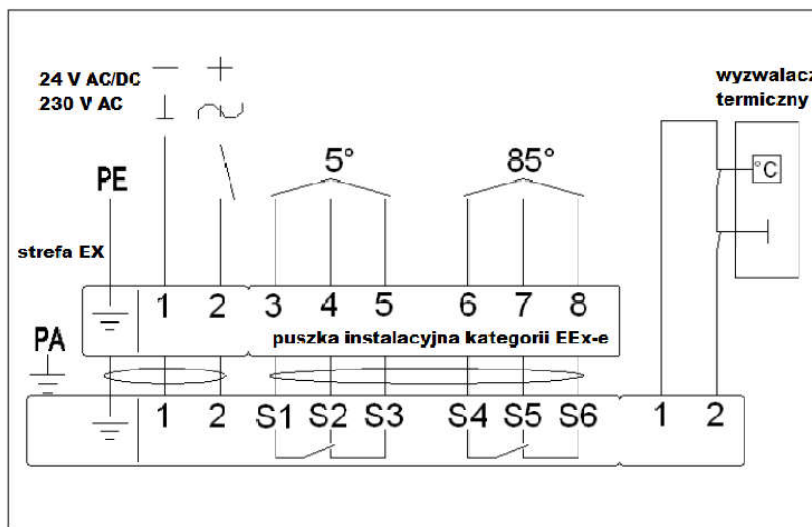 24 V AC/DC
230 V AC
− +
wyzwalacz
termiczny
5° 85°
°C
PE
strefa EX
1 2 3 4 5 6 7 8
puszka instalacyjna kategorii EEx-e
PA
1 2 S1 S2 S3 S4 S5 S6 1 2